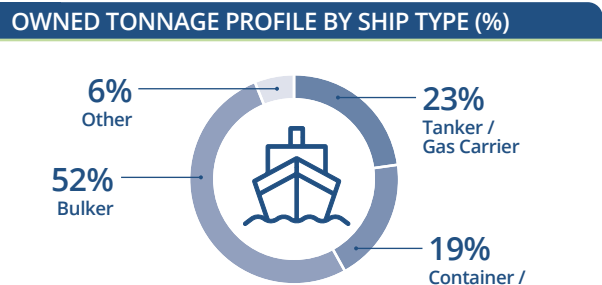 OWNED TONNAGE PROFILE BY SHIP TYPE (%)
6%
Other
23%
Tanker /
Gas Carrier
52%
Bulker
19%
Container /